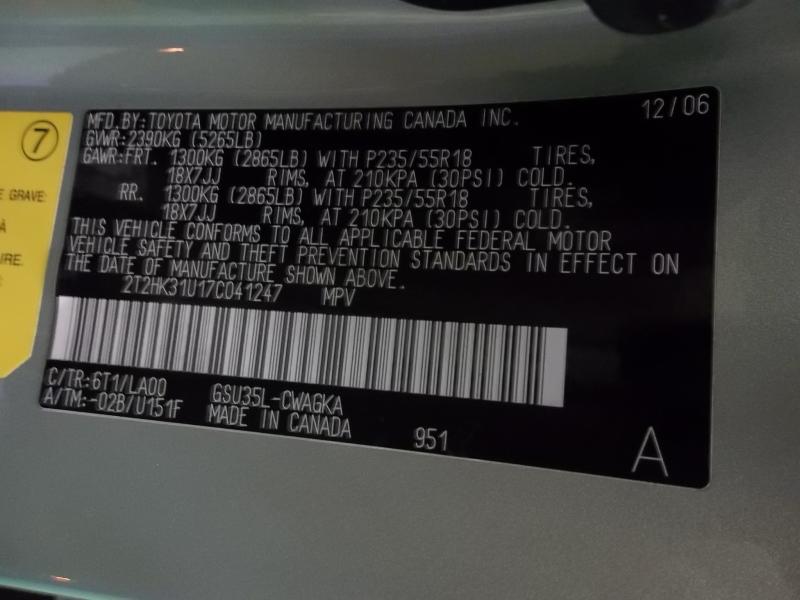 MFD.BY:TOYOTA MOTOR MANUFACTURING CANADA INC. 12/06
GVWR:2390KG (5265LB)
GAWR:FRT. 1300KG (2865LB) WITH P235/55R18 TIRES,
18X7JJ RIMS, AT 210KPA (30PSI) COLD.
RR. 1300KG (2865LB) WITH P235/55R18 TIRES,
18X7JJ RIMS, AT 210KPA (30PSI) COLD.
THIS VEHICLE CONFORMS TO ALL APPLICABLE FEDERAL MOTOR
VEHICLE SAFETY AND THEFT PREVENTION STANDARDS IN EFFECT ON
THE DATE OF MANUFACTURE SHOWN ABOVE.
2T2HK31U17C041247 MPV
C/TR:6T1/LA00 GSU35L-CWAGKA
A/TM:-02B/U151F MADE IN CANADA 951 A
7
GRAVE:
À